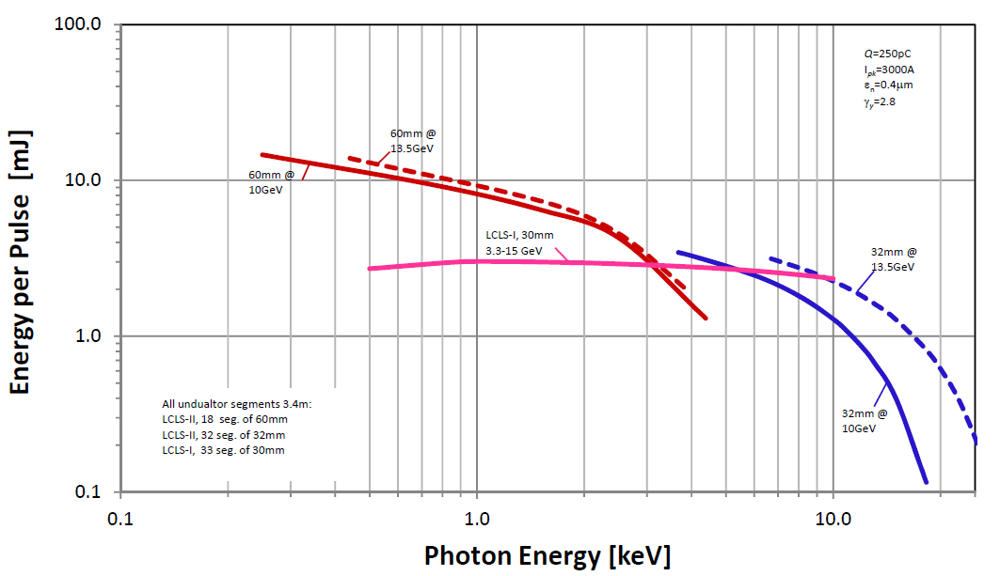 100.0
10.0
1.0
0.1
Energy per Pulse [mJ]
Q=250pC
Ipk=3000A
εn=0.4μm
γy=2.8
60mm @
13.5GeV
60mm @
10GeV
LCLS-I, 30mm
3.3-15 GeV
32mm @
13.5GeV
32mm @
10GeV
All undualtor segments 3.4m:
LCLS-II, 18 seg. of 60mm
LCLS-II, 32 seg. of 32mm
LCLS-I, 33 seg. of 30mm
0.1
1.0
10.0
Photon Energy [keV]